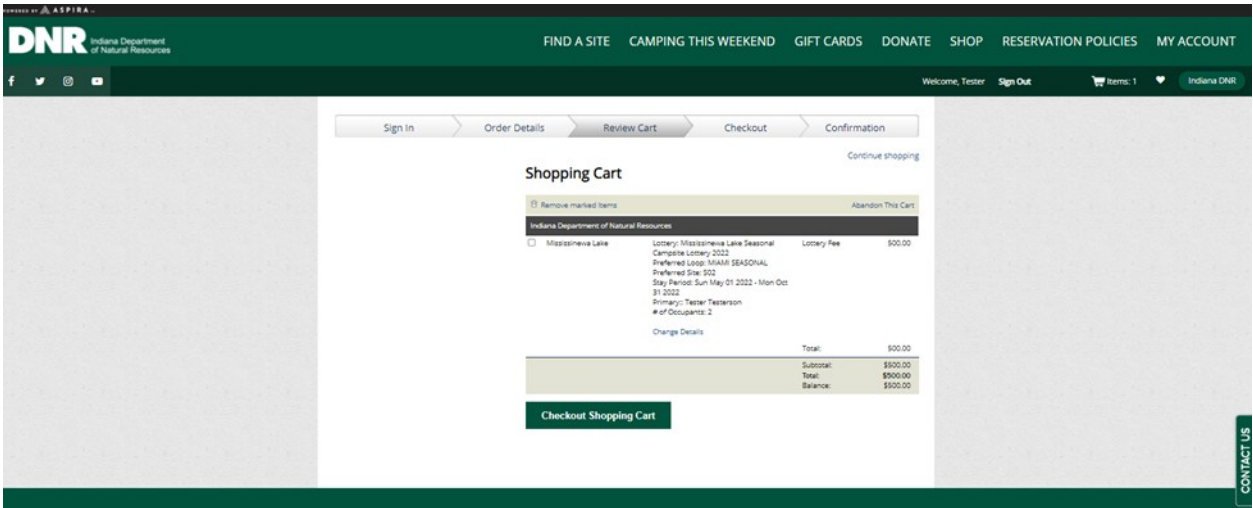 POWERED BY ASPIRA
DNR Indiana Department
of Natural Resources
FIND A SITE CAMPING THIS WEEKEND GIFT CARDS DONATE SHOP RESERVATION POLICIES MY ACCOUNT
Welcome, Tester Sign Out Items: 1 Indiana DNR
Sign In Order Details Review Cart Checkout Confirmation
Continue shopping
Shopping Cart
Remove marked items Abandon This Cart
Indiana Department of Natural Resources
Mississinewa Lake Lottery: Mississinewa Lake Seasonal Lottery Fee 500.00
Campsite Lottery 2022
Preferred Loop: MIAMI SEASONAL
Preferred Site: S02
Stay Period: Sun May 01 2022 - Mon Oct
31 2022
Primary:: Tester Testerson
# of Occupants: 2
Change Details
Total: 500.00
Subtotal: $500.00
Total: $500.00
Balance: $500.00
Checkout Shopping Cart
CONTACT US